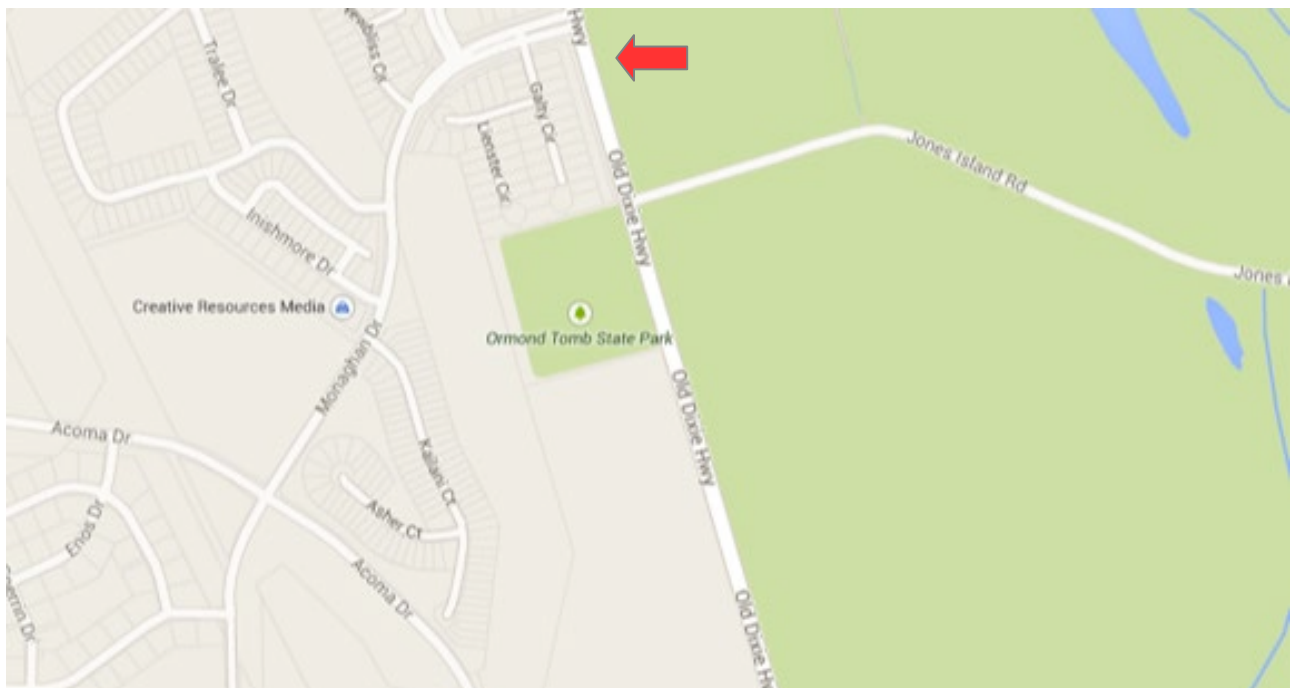 Hwy
Tralee Dr
Galty Cir
Lienster Cir
Old Dixie Hwy
Jones Island Rd
Inishmore Dr
Jones
Creative Resources Media
Ormond Tomb State Park
Monaghan Dr
Old Dixie Hwy
Acoma Dr
Kailani Ct
Asher Ct
Enos Dr
Acoma Dr
Old Dixie Hwy